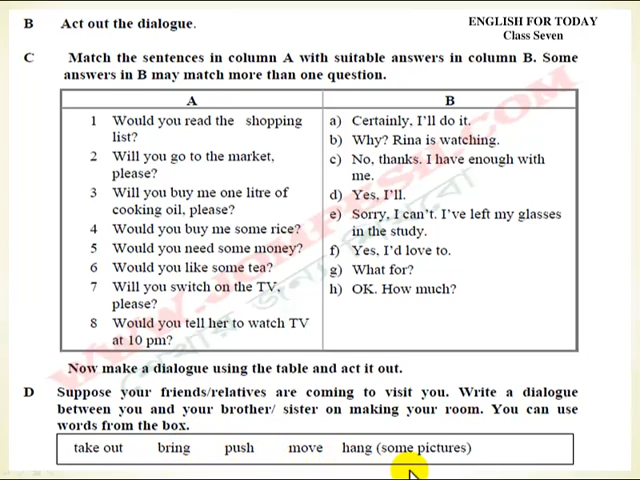 B Act out the dialogue.
ENGLISH FOR TODAY
Class Seven
C Match the sentences in column A with suitable answers in column B. Some
answers in B may match more than one question.
A
1 Would you read the shopping
list?
2 Will you go to the market,
please?
3 Will you buy me one litre of
cooking oil, please?
4 Would you buy me some rice?
5 Would you need some money?
6 Would you like some tea?
7 Will you switch on the TV,
please?
8 Would you tell her to watch TV
at 10 pm?
B
a) Certainly, I'll do it.
b) Why? Rina is watching.
c) No, thanks. I have enough with
me.
d) Yes, I'll.
e) Sorry, I can't. I've left my glasses
in the study.
f) Yes, I'd love to.
g) What for?
h) OK. How much?
Now make a dialogue using the table and act it out.
D Suppose your friends/relatives are coming to visit you. Write a dialogue
between you and your brother/ sister on making your room. You can use
words from the box.
take out bring push move hang (some pictures)